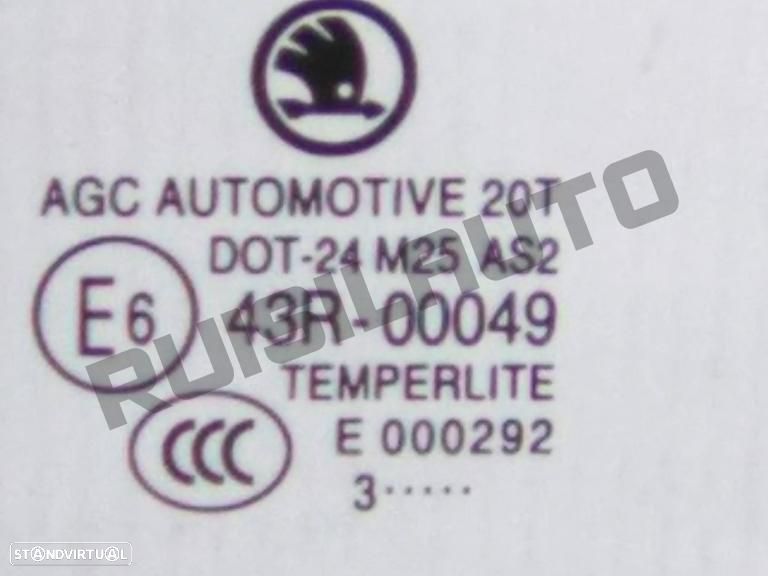 AGC AUTOMOTIVE 20T
DOT-24 M25 AS2
E6 43R-00049
TEMPERLITE
CCC E 000292
3·····
RUISILAUTO
STANDVIRTUAL